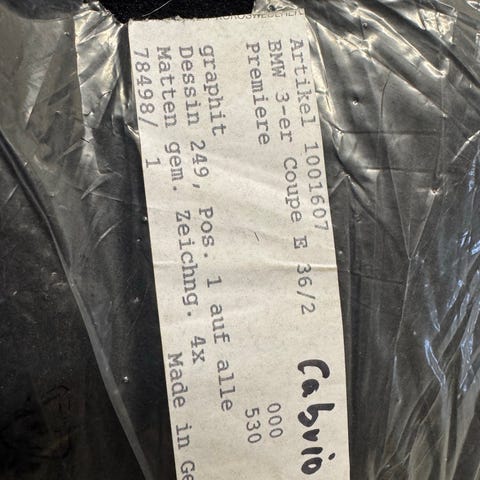 Artikel 1001607
BMW 3-er Coupe E 36/2
Premiere
Cabrio
- 000
graphit 530
Dessin 249, Pos. 1 auf alle
Matten gem. Zeichng. 4x
78498/ 1 Made in Ge